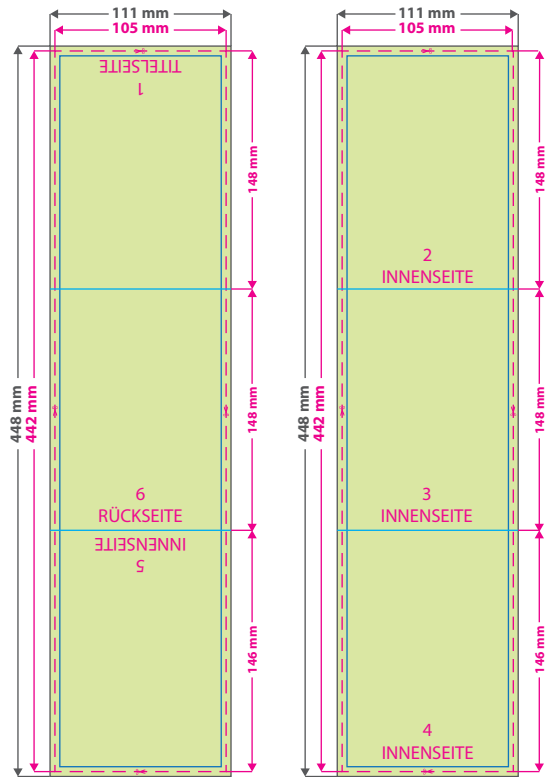 111 mm
105 mm
TITELSEITE
1
148 mm
148 mm
448 mm
442 mm
6
RÜCKSEITE
INNENSEITE
5
146 mm
111 mm
105 mm
148 mm
2
INNENSEITE
148 mm
448 mm
442 mm
3
INNENSEITE
146 mm
4
INNENSEITE